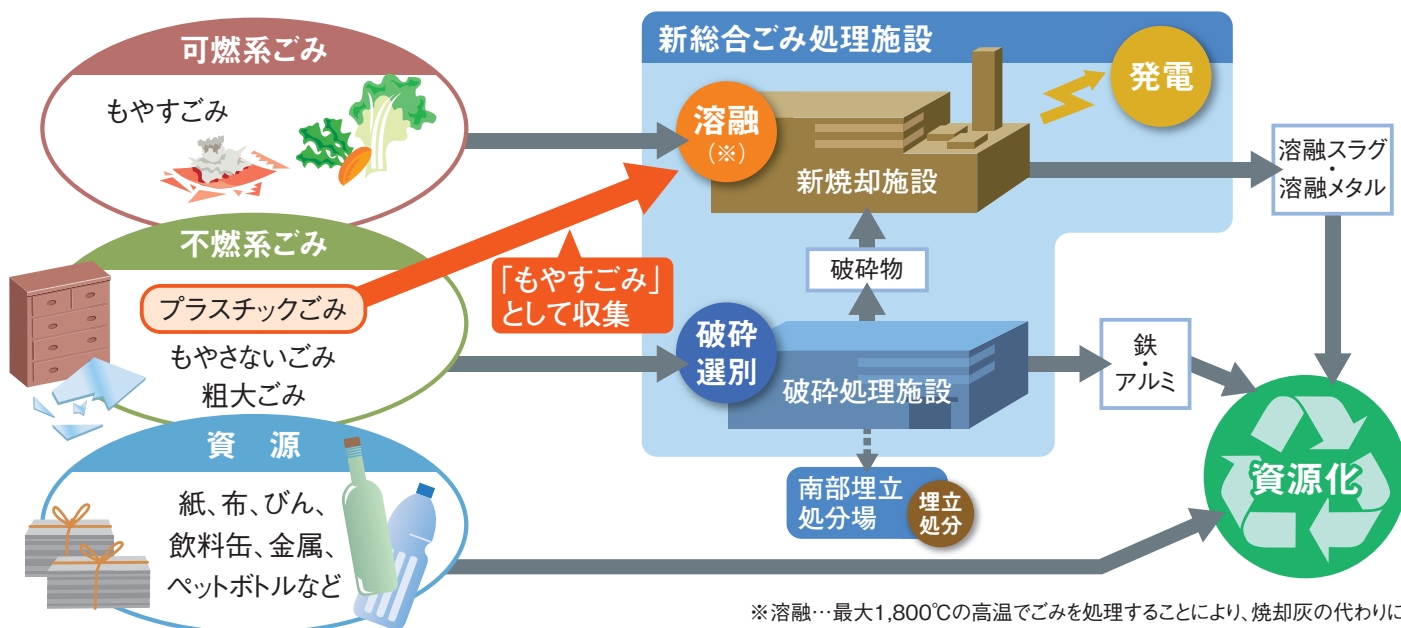 可燃系ごみ
もやすごみ
不燃系ごみ
プラスチックごみ
もやさないごみ
粗大ごみ
資 源
紙、布、びん、
飲料缶、金属、
ペットボトルなど
「もやすごみ」
として収集
新総合ごみ処理施設
溶融
(※)
新焼却施設
発電
破砕物
破砕
選別
破砕処理施設
南部埋立
処分場
埋立
処分
溶融スラグ
・
溶融メタル
鉄
・
アルミ
資源化
※溶融…最大1,800℃の高温でごみを処理することにより、焼却灰の代わりに